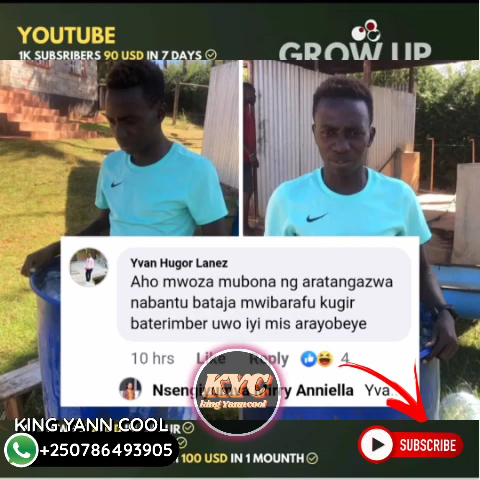 YOUTUBE
1K SUBSRIBERS 90 USD IN 7 DAYS
GROW UP
Yvan Hugor Lanez
Aho mwoza mubona ng aratangazwa
nabantu bataja mwibarafu kugir
baterimber uwo iyi mis arayobeye
10 hrs Like Reply 4
Anniella Yva
KYC
king Yanncool
KING YANN COOL
+250786493905
100 USD IN 1 MOUNTH
SUBSCRIBE